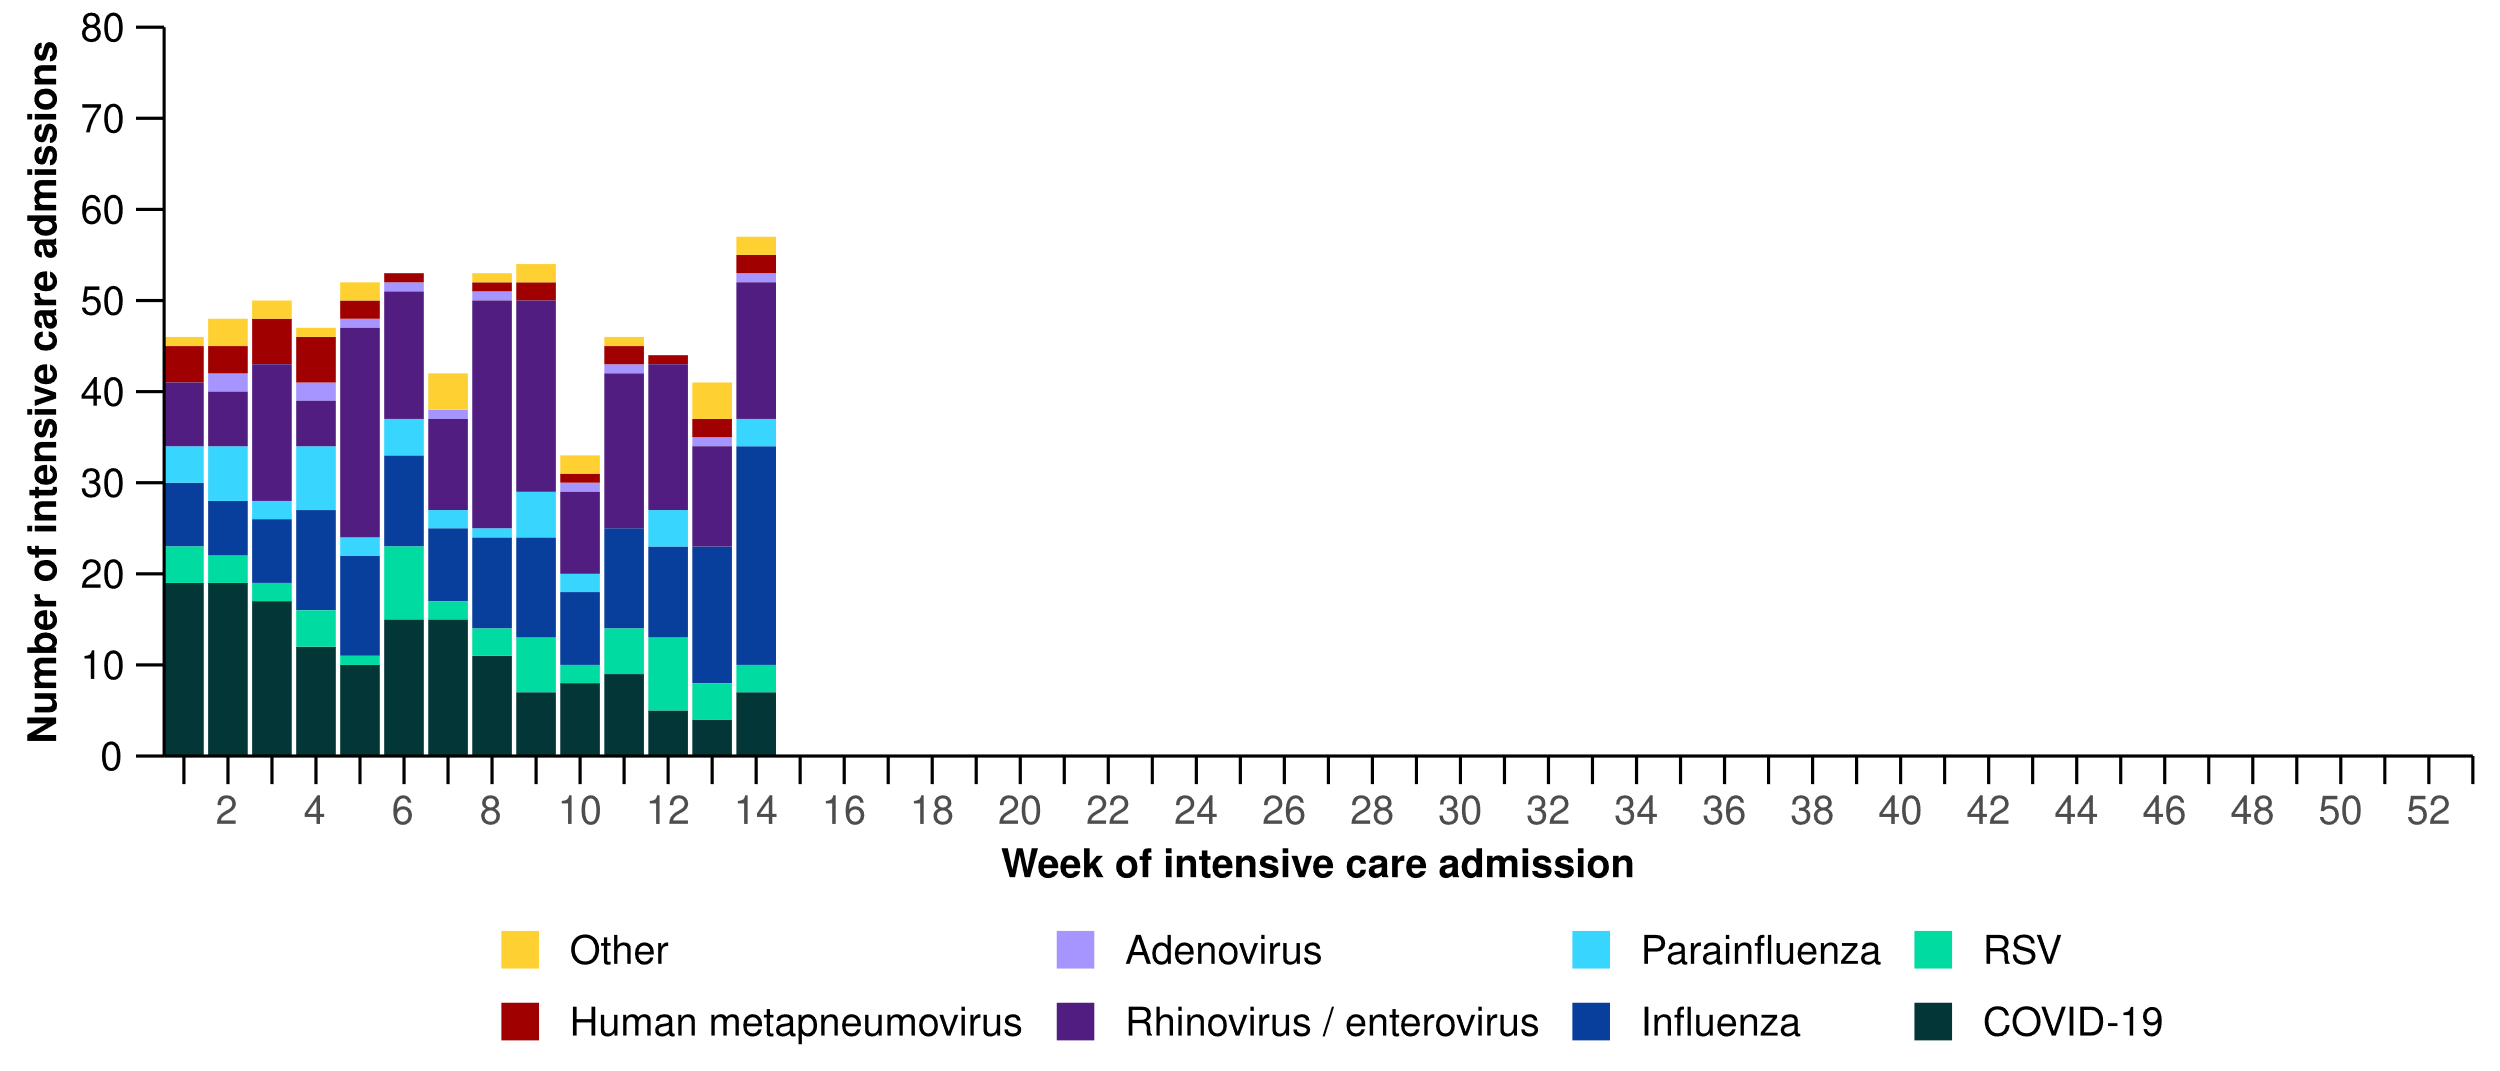 Number of intensive care admissions
80
70
60
50
40
30
20
10
0
2 4 6 8 10 12 14 16 18 20 22 24 26 28 30 32 34 36 38 40 42 44 46 48 50 52
Week of intensive care admission
Other Adenovirus Parainfluenza RSV
Human metapneumovirus Rhinovirus / enterovirus Influenza COVID-19